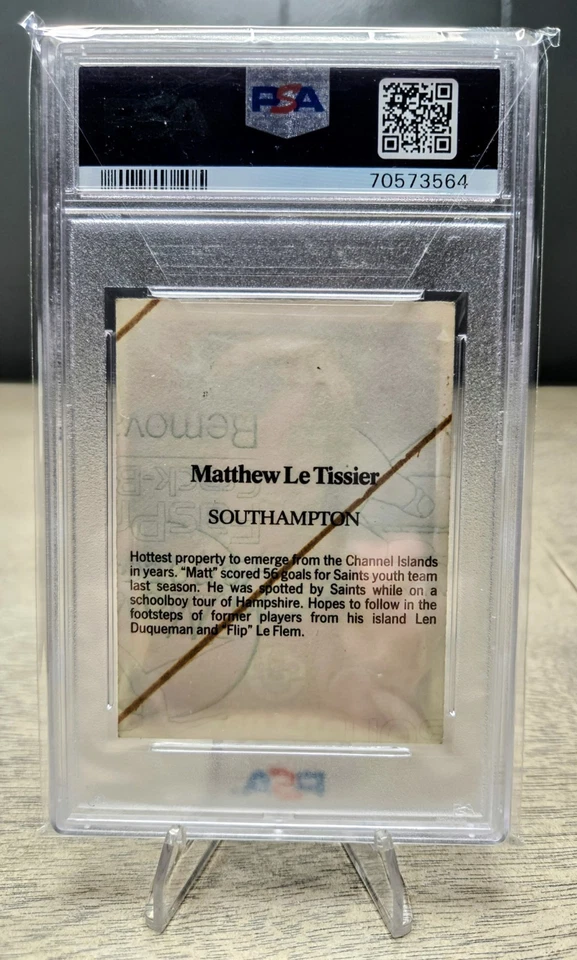 PSA
70573564
Remov
Matthew Le Tissier
SOUTHAMPTON
Hottest property to emerge from the Channel Islands
in years. "Matt" scored 56 goals for Saints youth team
last season. He was spotted by Saints while on a
schoolboy tour of Hampshire. Hopes to follow in the
footsteps of former players from his island Len
Duqueman and "Flip" Le Flem.
PSA